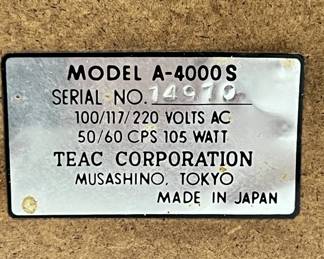 MODEL A-4000S
SERIAL NO. 14970
100/117/220 VOLTS AC
50/60 CPS 105 WATT
TEAC CORPORATION
MUSASHINO, TOKYO
MADE IN JAPAN